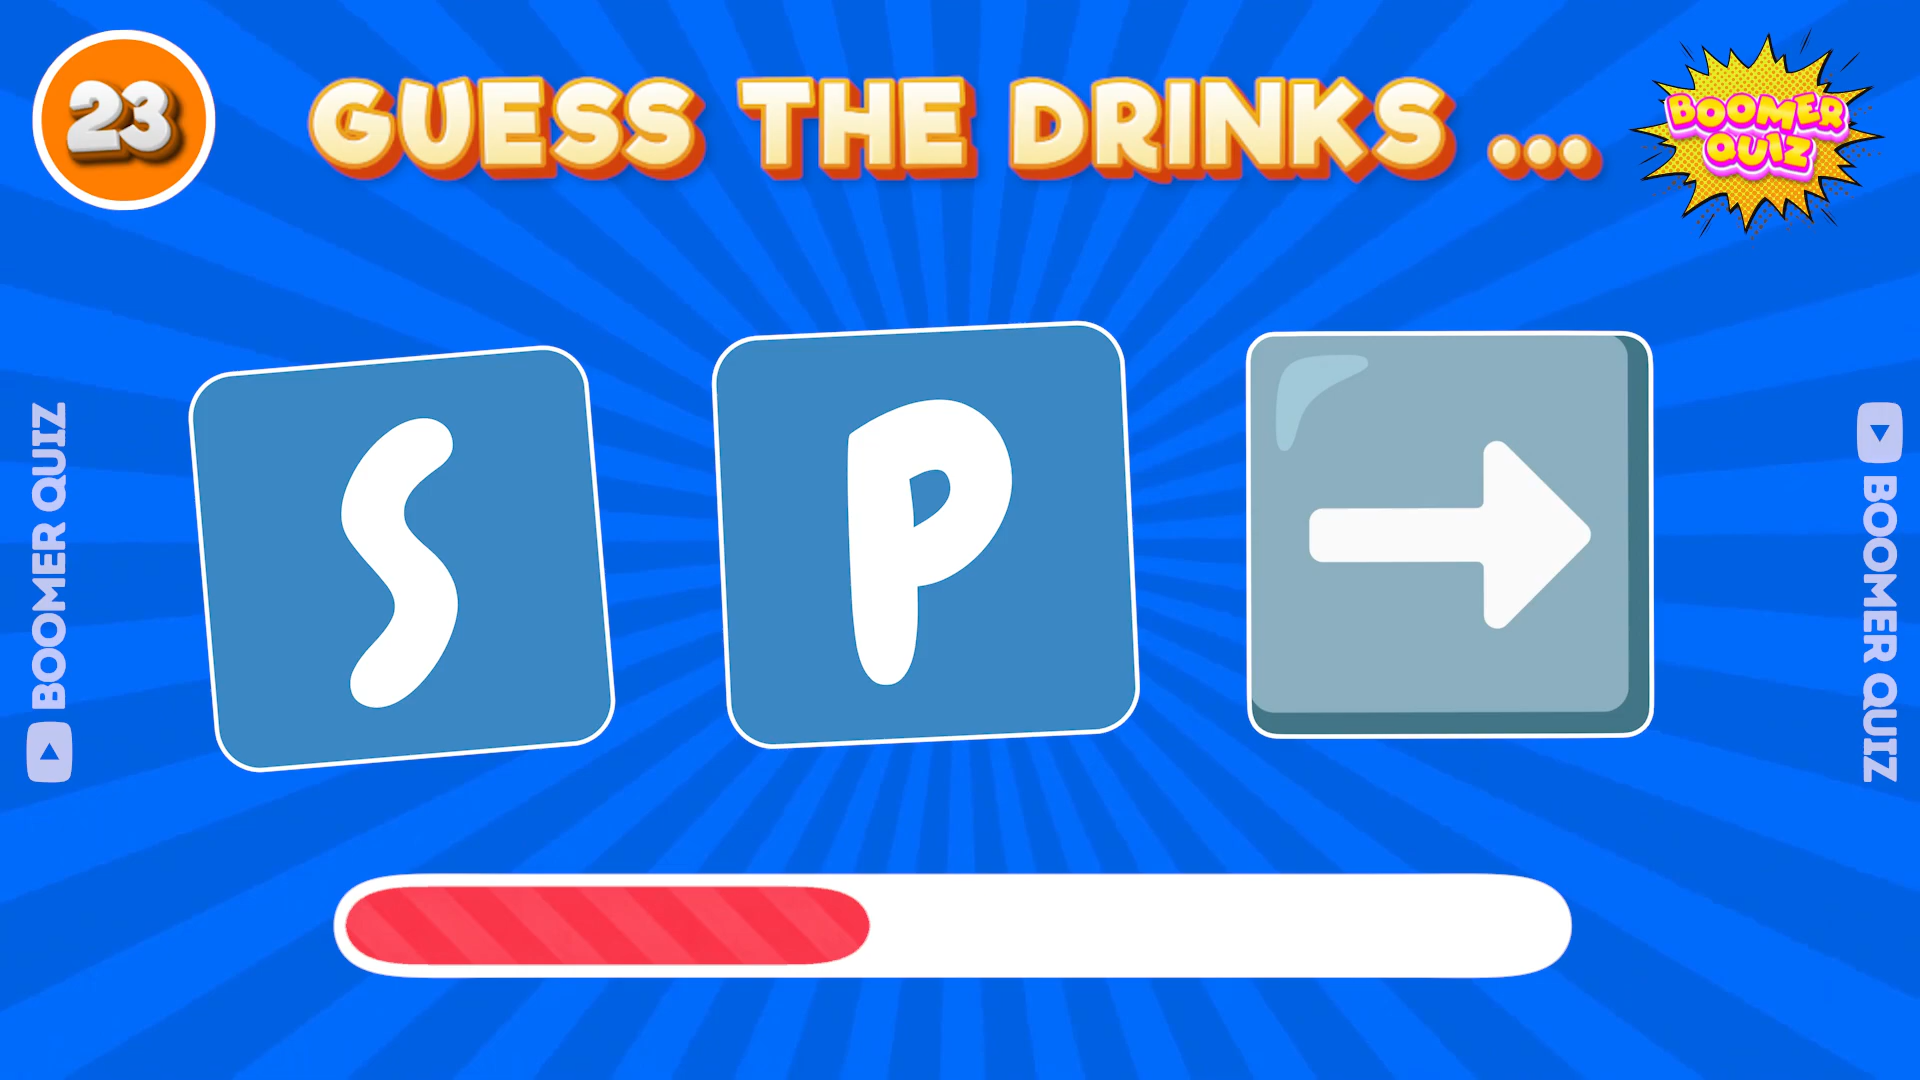 23
GUESS THE DRINKS ...
BOOMER
QUIZ
BOOMER QUIZ
S
P
BOOMER QUIZ